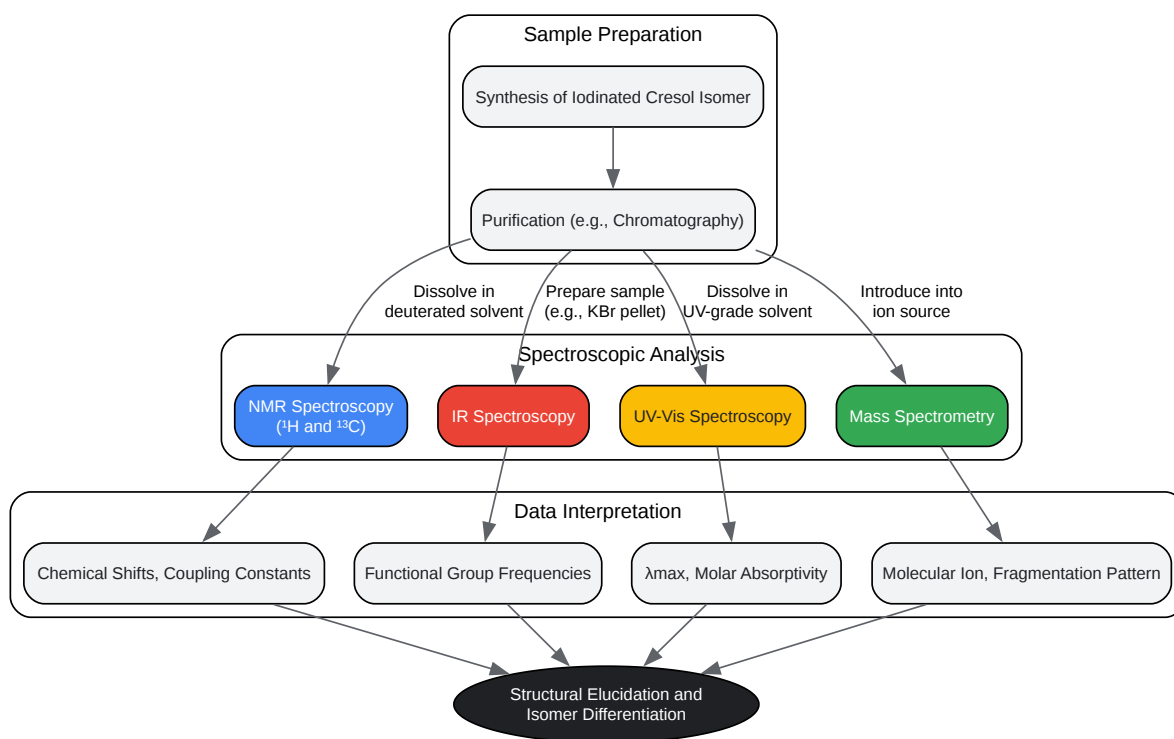 Sample Preparation
Synthesis of Iodinated Cresol Isomer
Purification (e.g., Chromatography)
Dissolve in
deuterated solvent
Prepare sample
(e.g., KBr pellet)
Dissolve in
UV-grade solvent
Introduce into
ion source
Spectroscopic Analysis
NMR Spectroscopy
(¹H and ¹³C)
IR Spectroscopy
UV-Vis Spectroscopy
Mass Spectrometry
Data Interpretation
Chemical Shifts, Coupling Constants
Functional Group Frequencies
λmax, Molar Absorptivity
Molecular Ion, Fragmentation Pattern
Structural Elucidation and
Isomer Differentiation